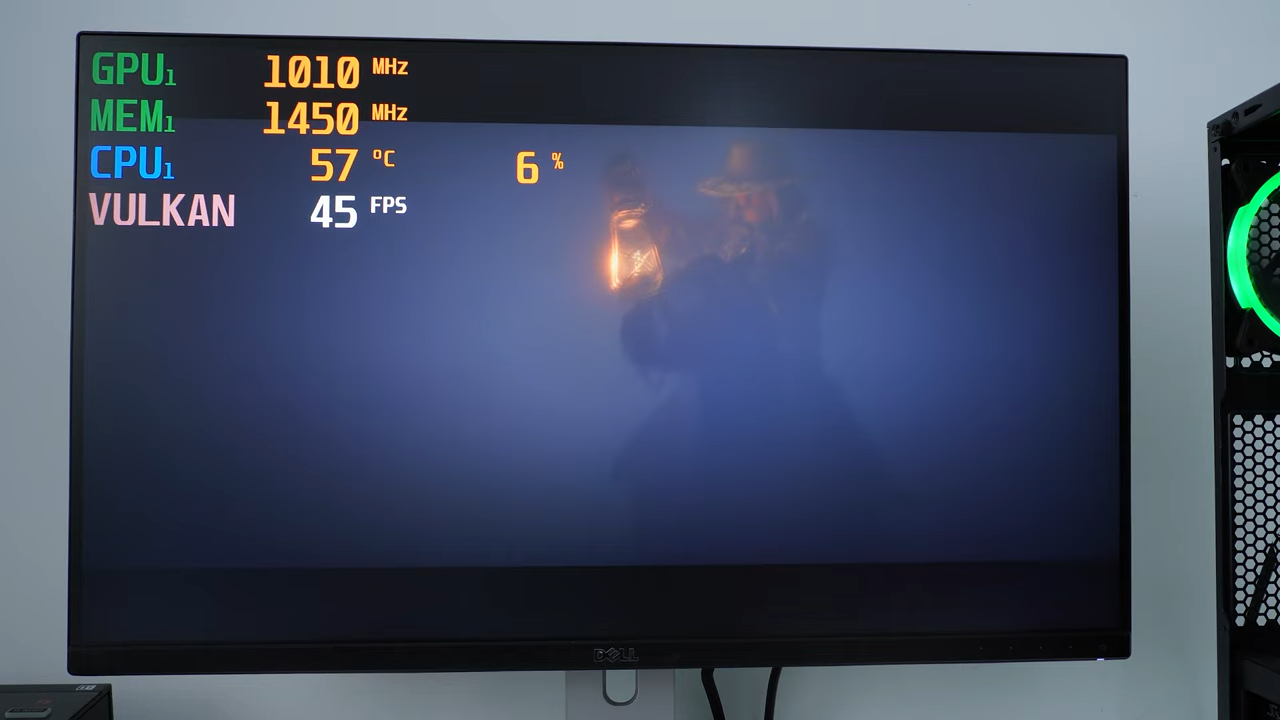 GPU1 1010 MHz
MEM1 1450 MHz
CPU1 57 °C 6 %
VULKAN 45 FPS
DELL